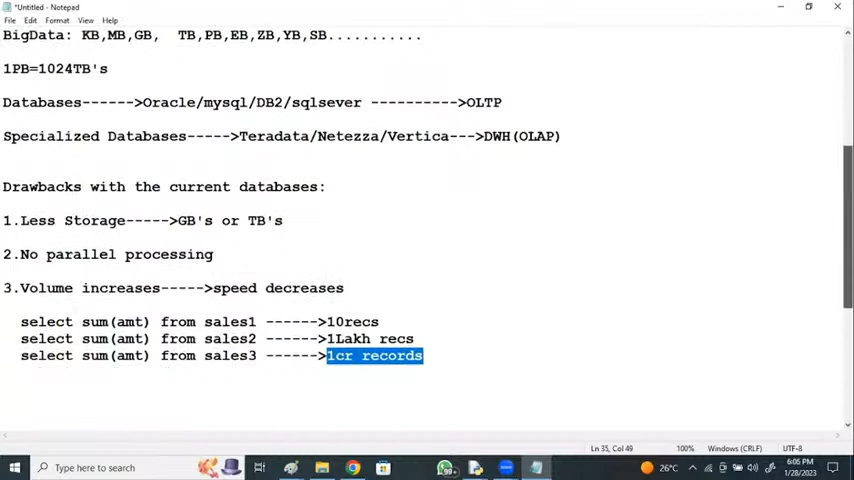 *Untitled - Notepad
File Edit Format View Help
BigData: KB,MB,GB, TB,PB,EB,ZB,YB,SB...........
1PB=1024TB's
Databases------>Oracle/mysql/DB2/sqlsever ---------->OLTP
Specialized Databases----->Teradata/Netezza/Vertica--->DWH(OLAP)
Drawbacks with the current databases:
1.Less Storage----->GB's or TB's
2.No parallel processing
3.Volume increases----->speed decreases
select sum(amt) from sales1 ------>10recs
select sum(amt) from sales2 ------>1Lakh recs
select sum(amt) from sales3 ------>1cr records
Ln 35, Col 49 100% Windows (CRLF) UTF-8
Type here to search 99+ 26°C 6:05 PM
1/28/2023